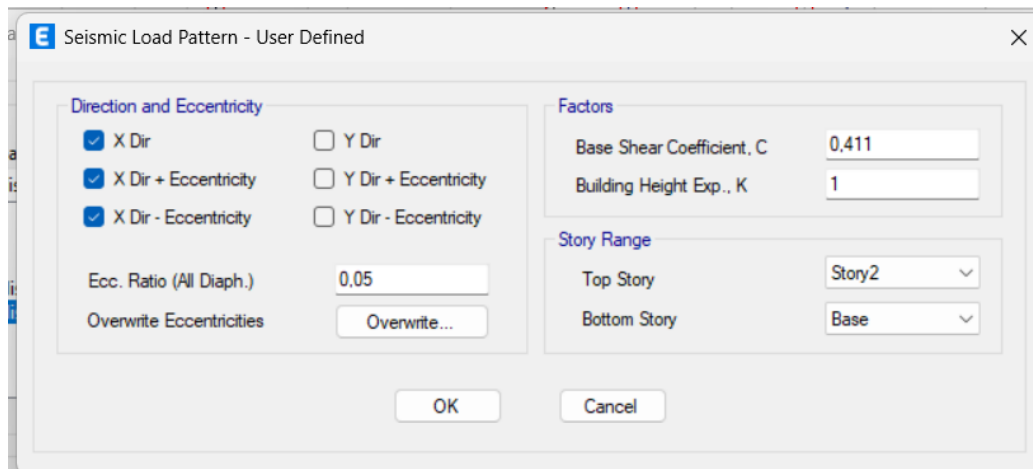 E Seismic Load Pattern - User Defined
Direction and Eccentricity
X Dir
Y Dir
X Dir + Eccentricity
Y Dir + Eccentricity
X Dir - Eccentricity
Y Dir - Eccentricity
Ecc. Ratio (All Diaph.)
0,05
Overwrite Eccentricities
Overwrite...
Factors
Base Shear Coefficient, C
0,411
Building Height Exp., K
1
Story Range
Top Story
Story2
Bottom Story
Base
OK
Cancel